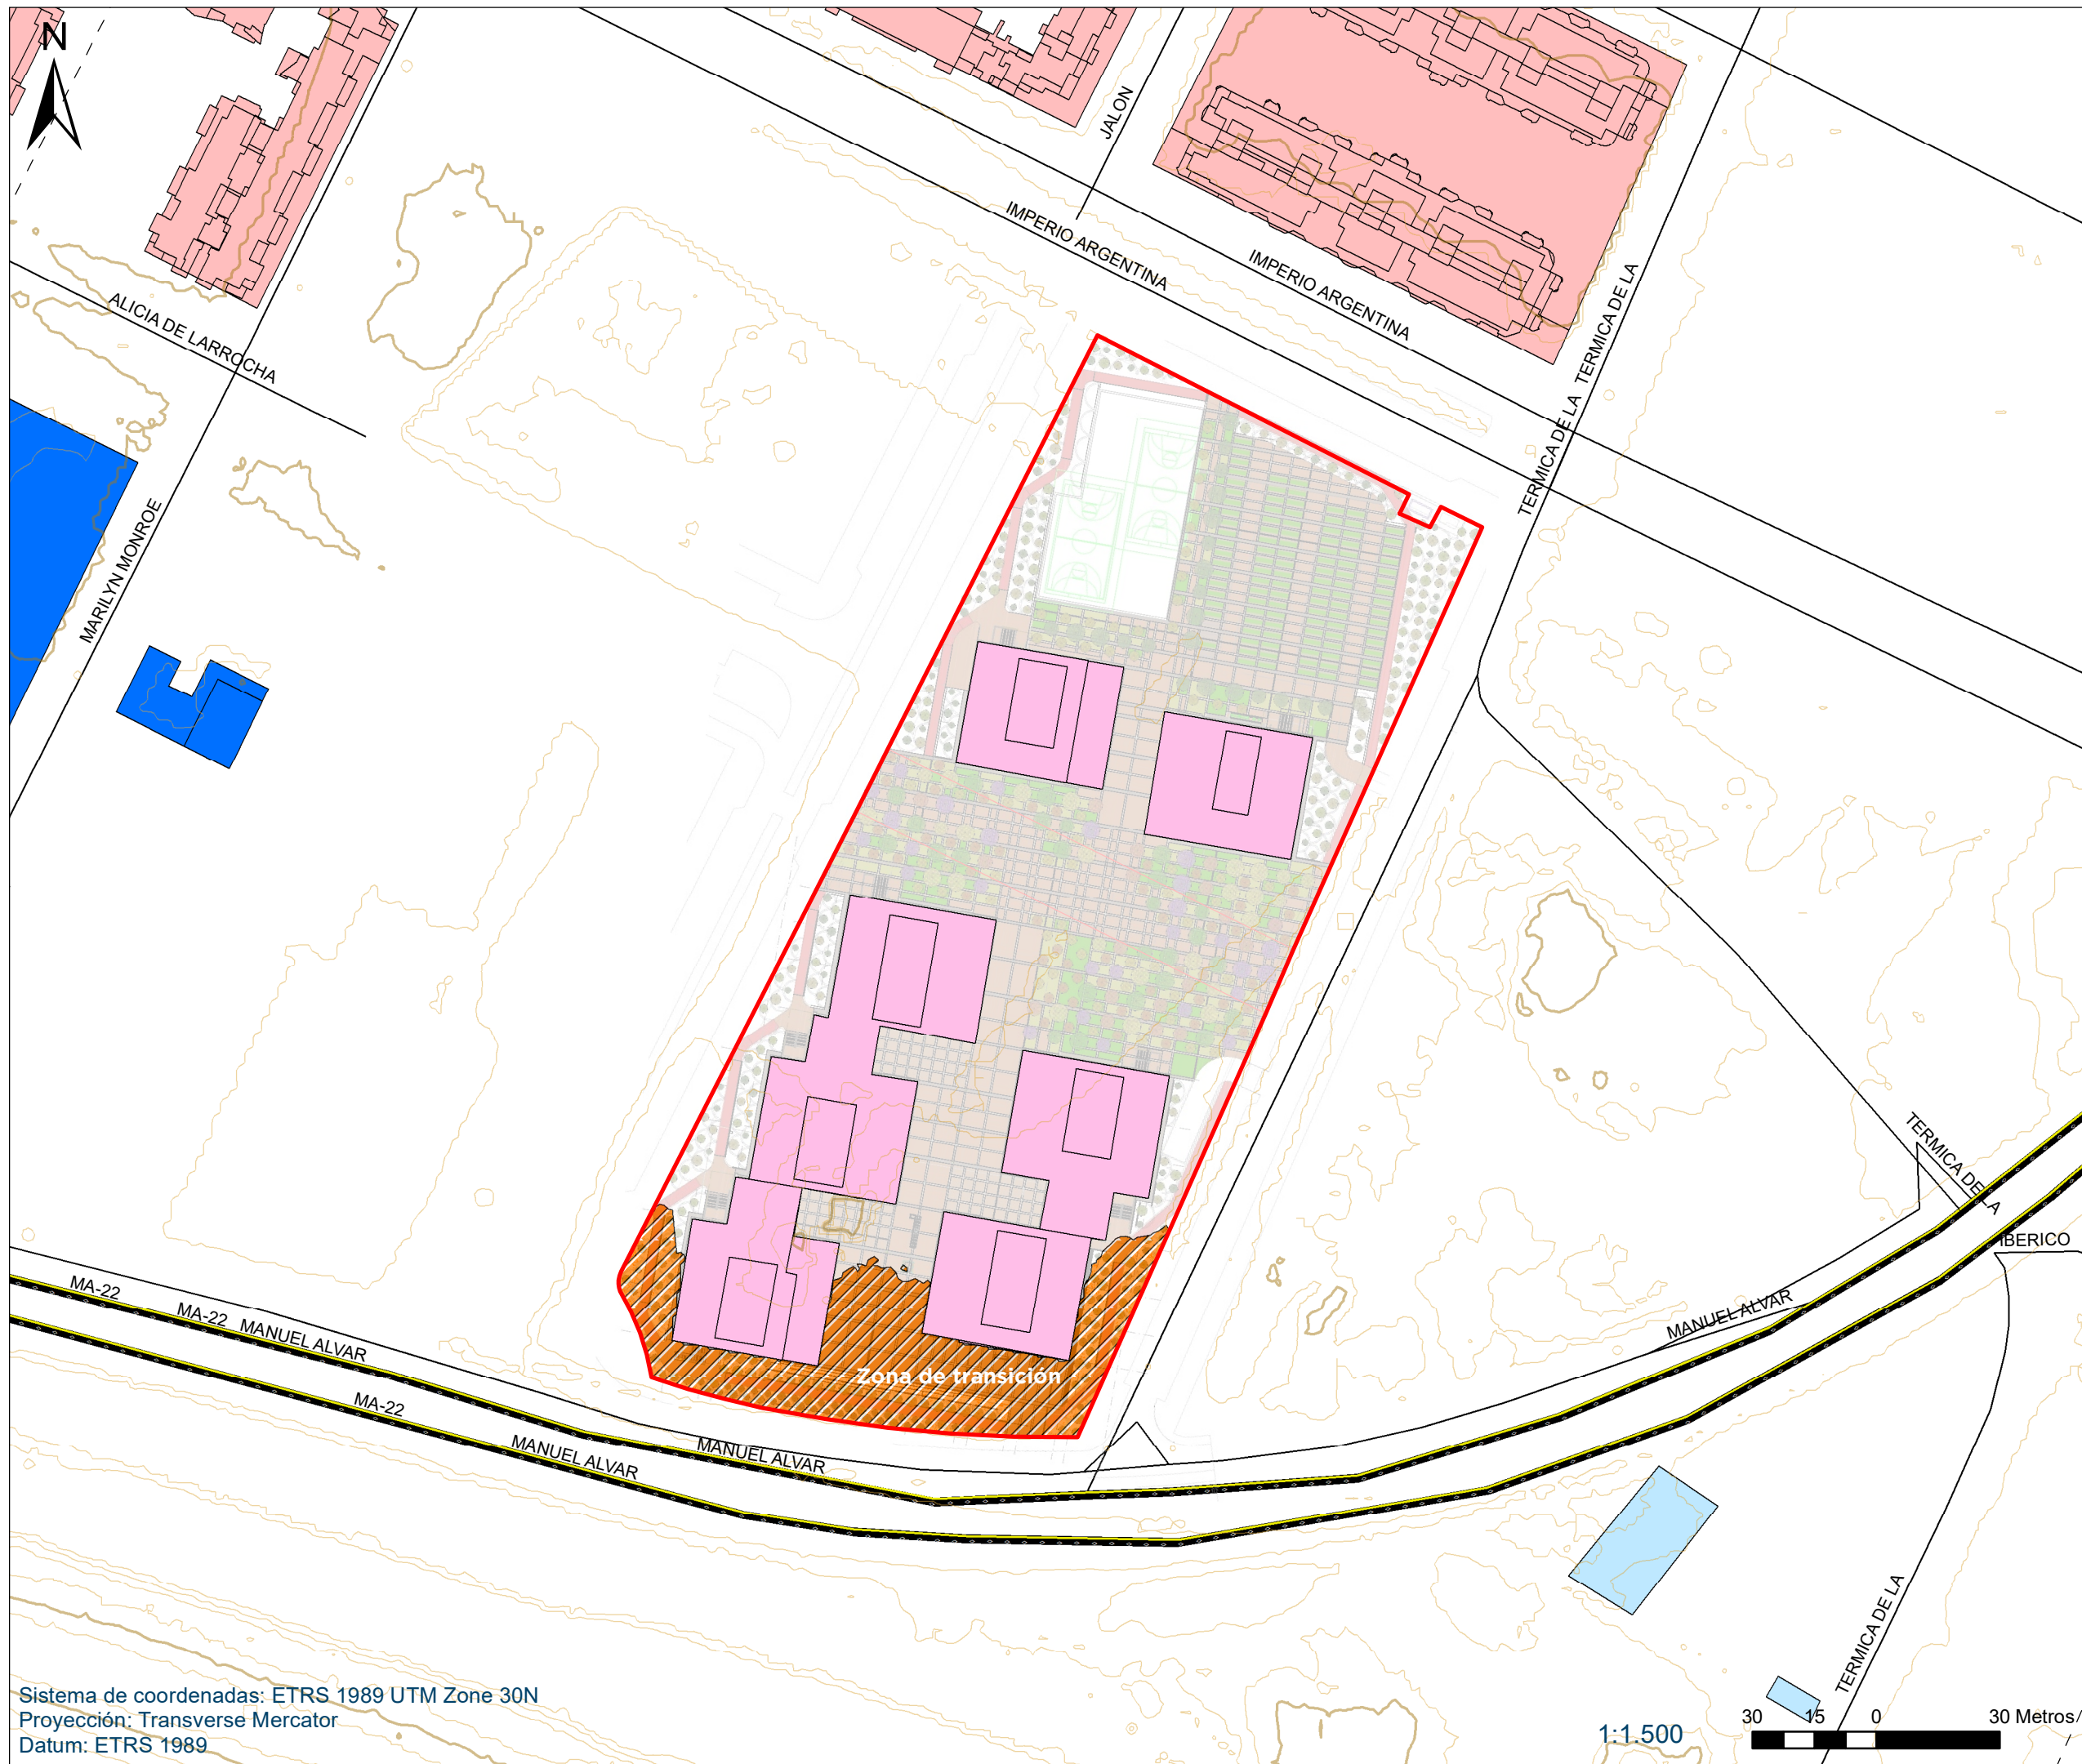 N
JALON
IMPERIO ARGENTINA
IMPERIO ARGENTINA
TERMICA DE LA
TERMICA DE LA
ALICIA DE LARROCHA
MARILYN MONROE
TERMICA DE LA
IBERICO
MA-22
MA-22
MANUEL ALVAR
MANUEL ALVAR
Zona de transición
MA-22
MANUEL ALVAR
MANUEL ALVAR
TERMICA DE LA
Sistema de coordenadas: ETRS 1989 UTM Zone 30N
Proyección: Transverse Mercator
Datum: ETRS 1989
1:1.500
30 15 0 30 Metros